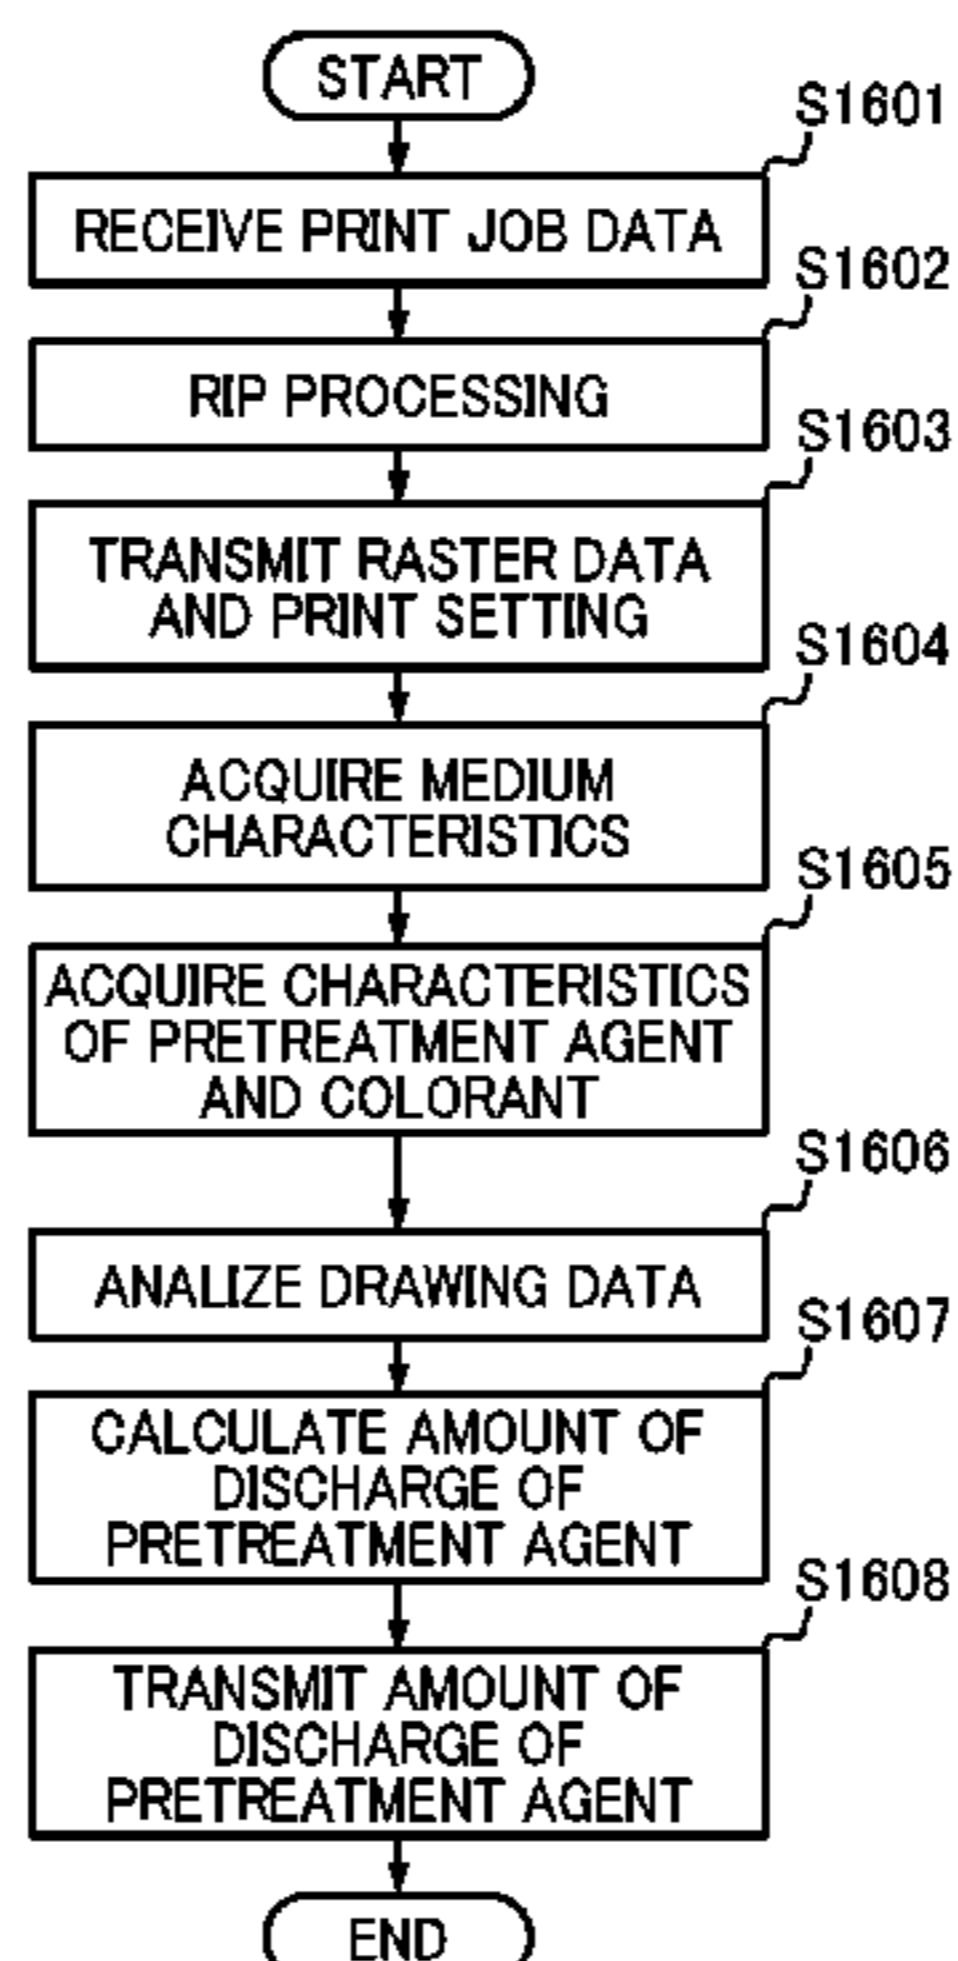 START
S1601
RECEIVE PRINT JOB DATA
S1602
RIP PROCESSING
S1603
TRANSMIT RASTER DATA
AND PRINT SETTING
S1604
ACQUIRE MEDIUM
CHARACTERISTICS
S1605
ACQUIRE CHARACTERISTICS
OF PRETREATMENT AGENT
AND COLORANT
S1606
ANALIZE DRAWING DATA
S1607
CALCULATE AMOUNT OF
DISCHARGE OF
PRETREATMENT AGENT
S1608
TRANSMIT AMOUNT OF
DISCHARGE OF
PRETREATMENT AGENT
END